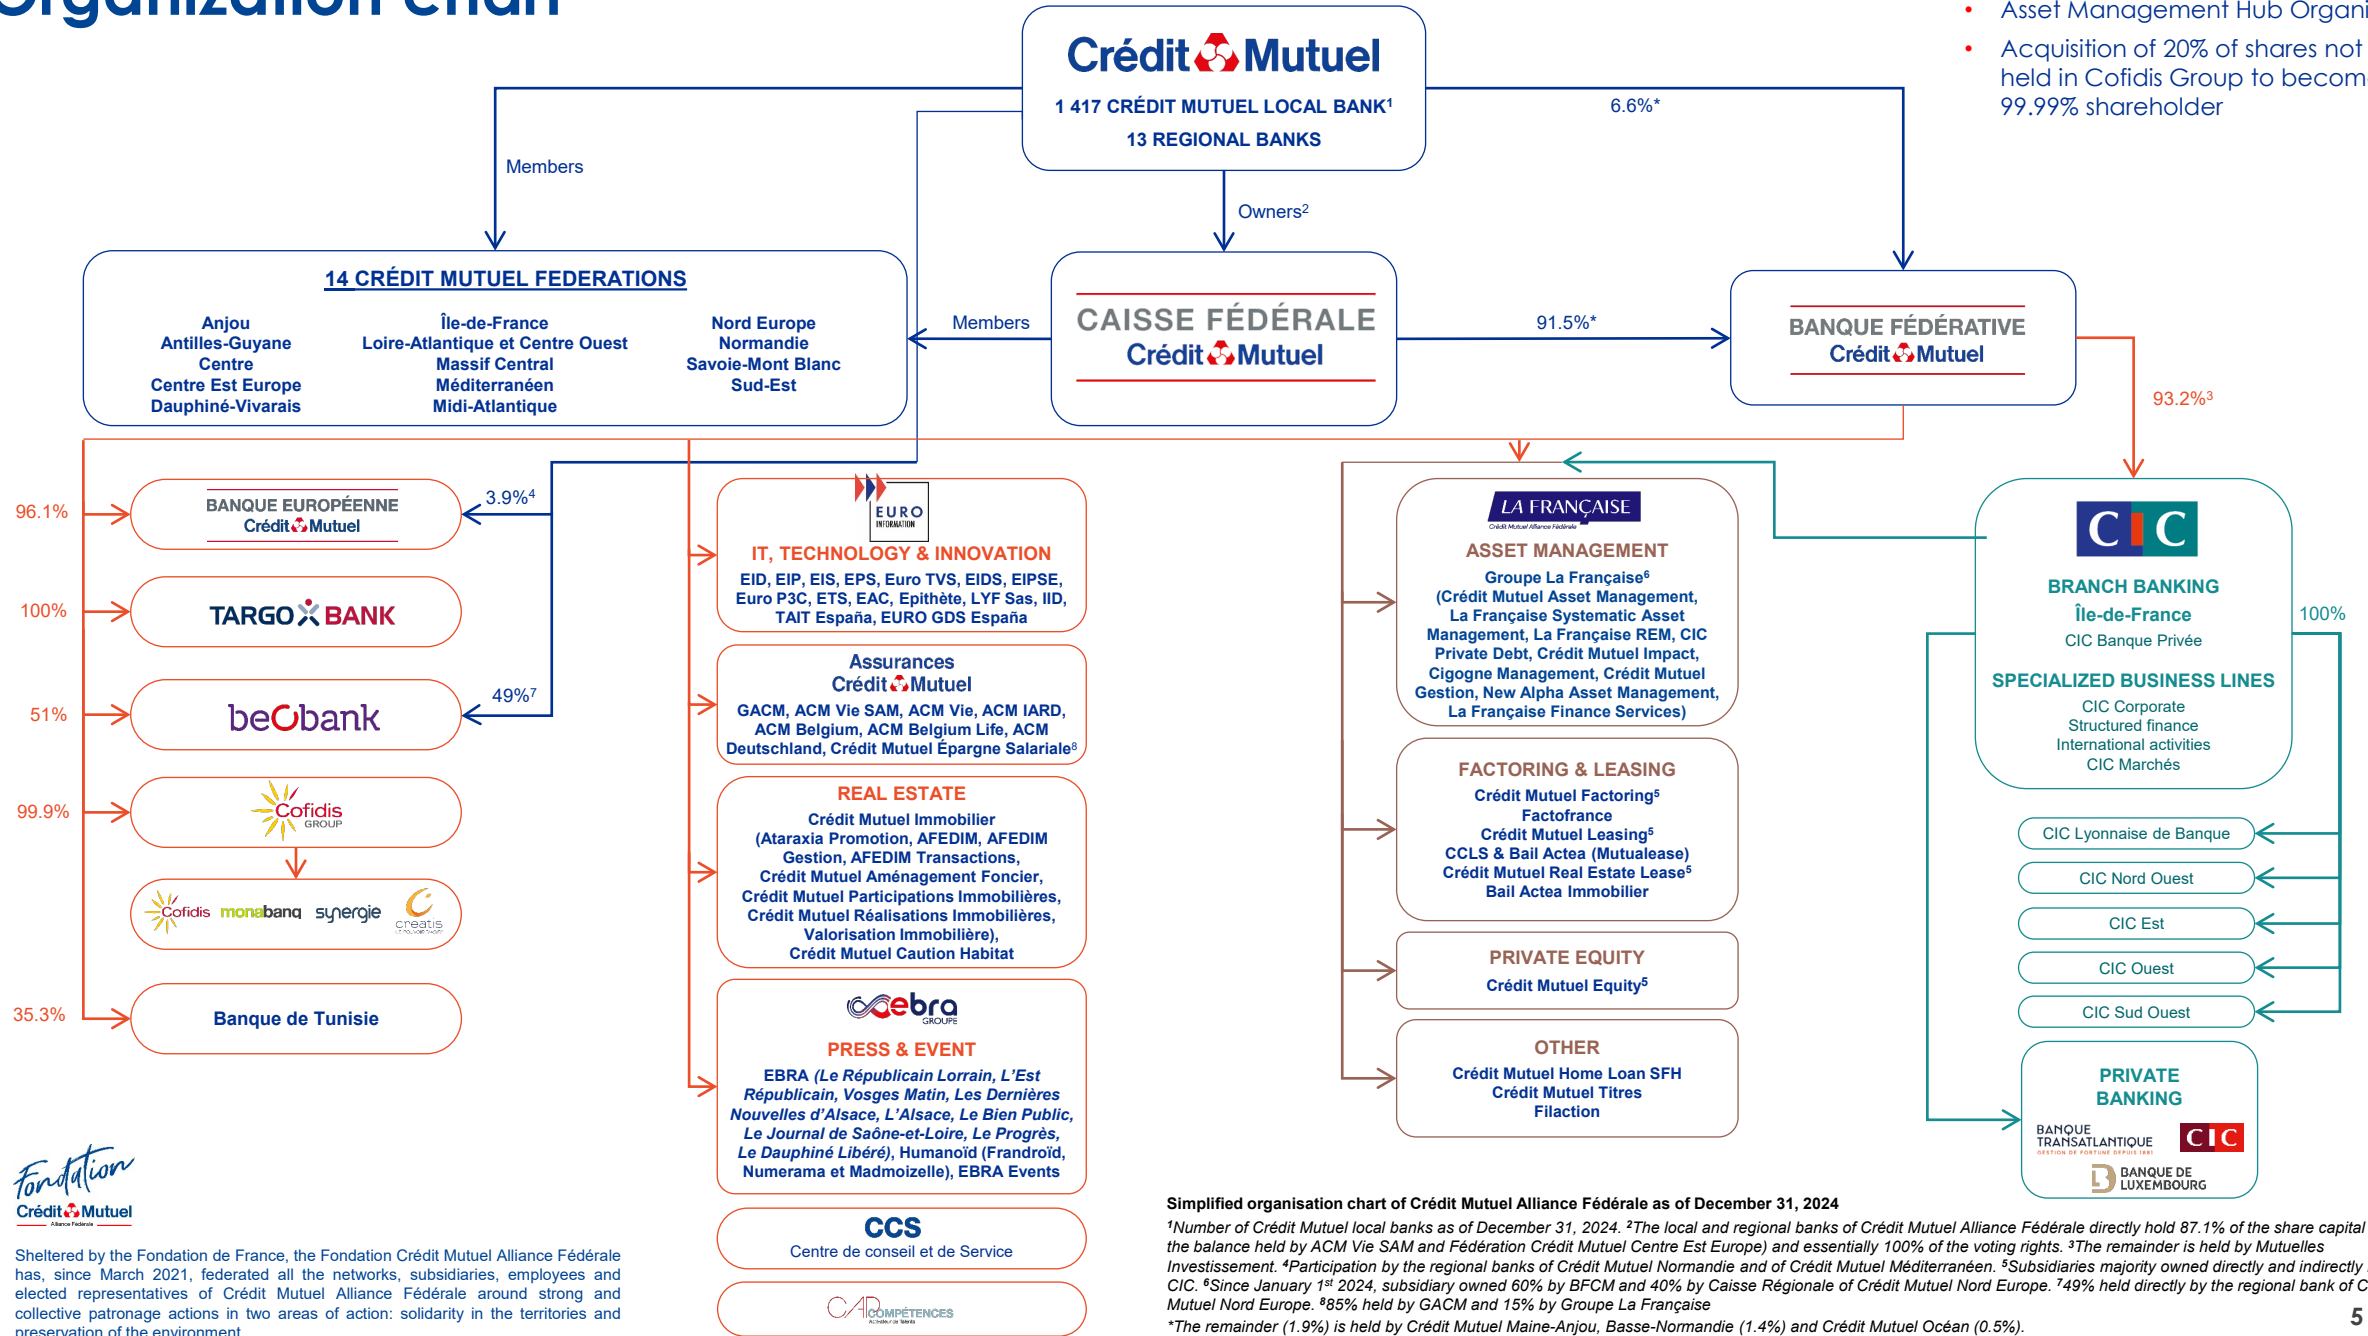 Asset Management Hub
Acquisition of 20% of shares not
held in Cofidis Group to
99.99% shareholder
Crédit Mutuel
1 417 CRÉDIT MUTUEL LOCAL BANK¹
13 REGIONAL BANKS
6.6%*
Members
Owners²
14 CRÉDIT MUTUEL FEDERATIONS
Anjou
Antilles-Guyane
Centre
Centre Est Europe
Dauphiné-Vivarais
Île-de-France
Loire-Atlantique et Centre Ouest
Massif Central
Méditerranéen
Midi-Atlantique
Nord Europe
Normandie
Savoie-Mont Blanc
Sud-Est
Members
CAISSE FÉDÉRALE
Crédit Mutuel
91.5%*
BANQUE FÉDÉRATIVE
Crédit Mutuel
93.2%³
96.1%
BANQUE EUROPÉENNE
Crédit Mutuel
3.9%⁴
100%
TARGO BANK
51%
beObank
49%⁷
99.9%
Cofidis
GROUP
Cofidis monabanq synergie creatis
35.3%
Banque de Tunisie
EURO
INFORMATION
IT, TECHNOLOGY & INNOVATION
EID, EIP, EIS, EPS, Euro TVS, EIDS, EIPSE,
Euro P3C, ETS, EAC, Epithète, LYF Sas, IID,
TAIT España, EURO GDS España
Assurances
Crédit Mutuel
GACM, ACM Vie SAM, ACM Vie, ACM IARD,
ACM Belgium, ACM Belgium Life, ACM
Deutschland, Crédit Mutuel Épargne Salariale⁸
REAL ESTATE
Crédit Mutuel Immobilier
(Ataraxia Promotion, AFEDIM, AFEDIM
Gestion, AFEDIM Transactions,
Crédit Mutuel Aménagement Foncier,
Crédit Mutuel Participations Immobilières,
Crédit Mutuel Réalisations Immobilières,
Valorisation Immobilière),
Crédit Mutuel Caution Habitat
ebra
GROUPE
PRESS & EVENT
EBRA (Le Républicain Lorrain, L’Est
Républicain, Vosges Matin, Les Dernières
Nouvelles d’Alsace, L’Alsace, Le Bien Public,
Le Journal de Saône-et-Loire, Le Progrès,
Le Dauphiné Libéré), Humanoïd (Frandroïd,
Numerama et Madmoizelle), EBRA Events
CCS
Centre de conseil et de Service
CAP COMPÉTENCES
LA FRANÇAISE
Crédit Mutuel Alliance Fédérale
ASSET MANAGEMENT
Groupe La Française⁶
(Crédit Mutuel Asset Management,
La Française Systematic Asset
Management, La Française REM, CIC
Private Debt, Crédit Mutuel Impact,
Cigogne Management, Crédit Mutuel
Gestion, New Alpha Asset Management,
La Française Finance Services)
FACTORING & LEASING
Crédit Mutuel Factoring⁵
Factofrance
Crédit Mutuel Leasing⁵
CCLS & Bail Actea (Mutualease)
Crédit Mutuel Real Estate Lease⁵
Bail Actea Immobilier
PRIVATE EQUITY
Crédit Mutuel Equity⁵
OTHER
Crédit Mutuel Home Loan SFH
Crédit Mutuel Titres
Filaction
CIC
BRANCH BANKING
Île-de-France
CIC Banque Privée
SPECIALIZED BUSINESS LINES
CIC Corporate
Structured finance
International activities
CIC Marchés
100%
CIC Lyonnaise de Banque
CIC Nord Ouest
CIC Est
CIC Ouest
CIC Sud Ouest
PRIVATE
BANKING
BANQUE
TRANSATLANTIQUE
GESTION DE FORTUNE DEPUIS 1881
CIC
BANQUE DE
LUXEMBOURG
Fondation
Crédit Mutuel
Alliance Fédérale
Sheltered by the Fondation de France, the Fondation Crédit Mutuel Alliance Fédérale
has, since March 2021, federated all the networks, subsidiaries, employees and
elected representatives of Crédit Mutuel Alliance Fédérale around strong and
collective patronage actions in two areas of action: solidarity in the territories and
preservation of the environment
Simplified organisation chart of Crédit Mutuel Alliance Fédérale as of December 31, 2024
¹Number of Crédit Mutuel local banks as of December 31, 2024. ²The local and regional banks of Crédit Mutuel Alliance Fédérale directly hold 87.1% of the share capital
the balance held by ACM Vie SAM and Fédération Crédit Mutuel Centre Est Europe) and essentially 100% of the voting rights. ³The remainder is held by Mutuelles
Investissement. ⁴Participation by the regional banks of Crédit Mutuel Normandie and of Crédit Mutuel Méditerranéen. ⁵Subsidiaries majority owned directly and indirectly
CIC. ⁶Since January 1st 2024, subsidiary owned 60% by BFCM and 40% by Caisse Régionale of Crédit Mutuel Nord Europe. ⁷49% held directly by the regional bank of
Mutuel Nord Europe. ⁸85% held by GACM and 15% by Groupe La Française
*The remainder (1.9%) is held by Crédit Mutuel Maine-Anjou, Basse-Normandie (1.4%) and Crédit Mutuel Océan (0.5%).
5